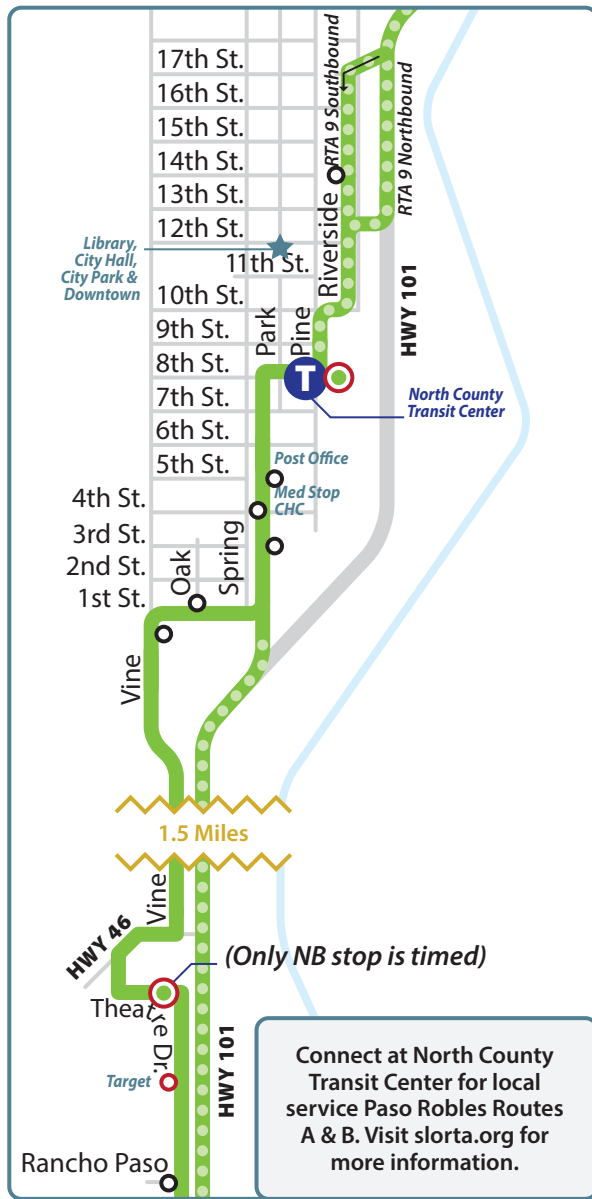 17th St.
16th St.
15th St.
14th St.
13th St.
12th St.
11th St.
10th St.
9th St.
8th St.
7th St.
6th St.
5th St.
4th St.
3rd St.
2nd St.
1st St.
RTA 9 Southbound
RTA 9 Northbound
Riverside
Library,
City Hall,
City Park &
Downtown
Park
Pine
HWY 101
T
North County
Transit Center
Post Office
Med Stop
CHC
Spring
Oak
Vine
1.5 Miles
Vine
HWY 46
(Only NB stop is timed)
Theatre Dr.
HWY 101
Target
Rancho Paso
Connect at North County
Transit Center for local
service Paso Robles Routes
A & B. Visit slorta.org for
more information.